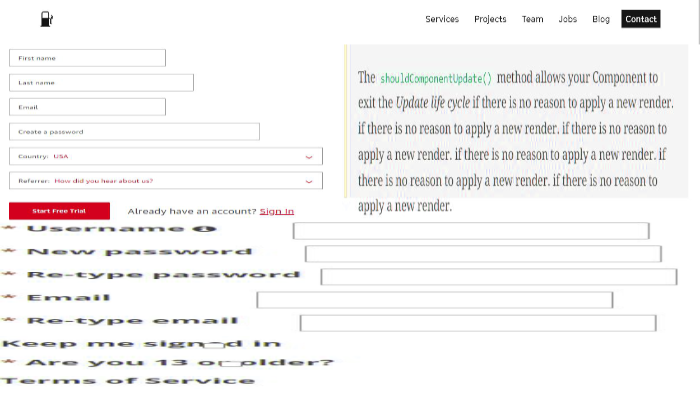 Services Projects Team Jobs Blog Contact
First name
Last name
Email
Create a password
Country: USA
Referrer: How did you hear about us?
Start Free Trial Already have an account? Sign In
The shouldComponentUpdate() method allows your Component to
exit the Update life cycle if there is no reason to apply a new render.
if there is no reason to apply a new render. if there is no reason to
apply a new render. if there is no reason to apply a new render. if
there is no reason to apply a new render. if there is no reason to
apply a new render.
* Username
* New password
* Re-type password
* Email
* Re-type email
Keep me signed in
* Are you 13 or older?
Terms of Service